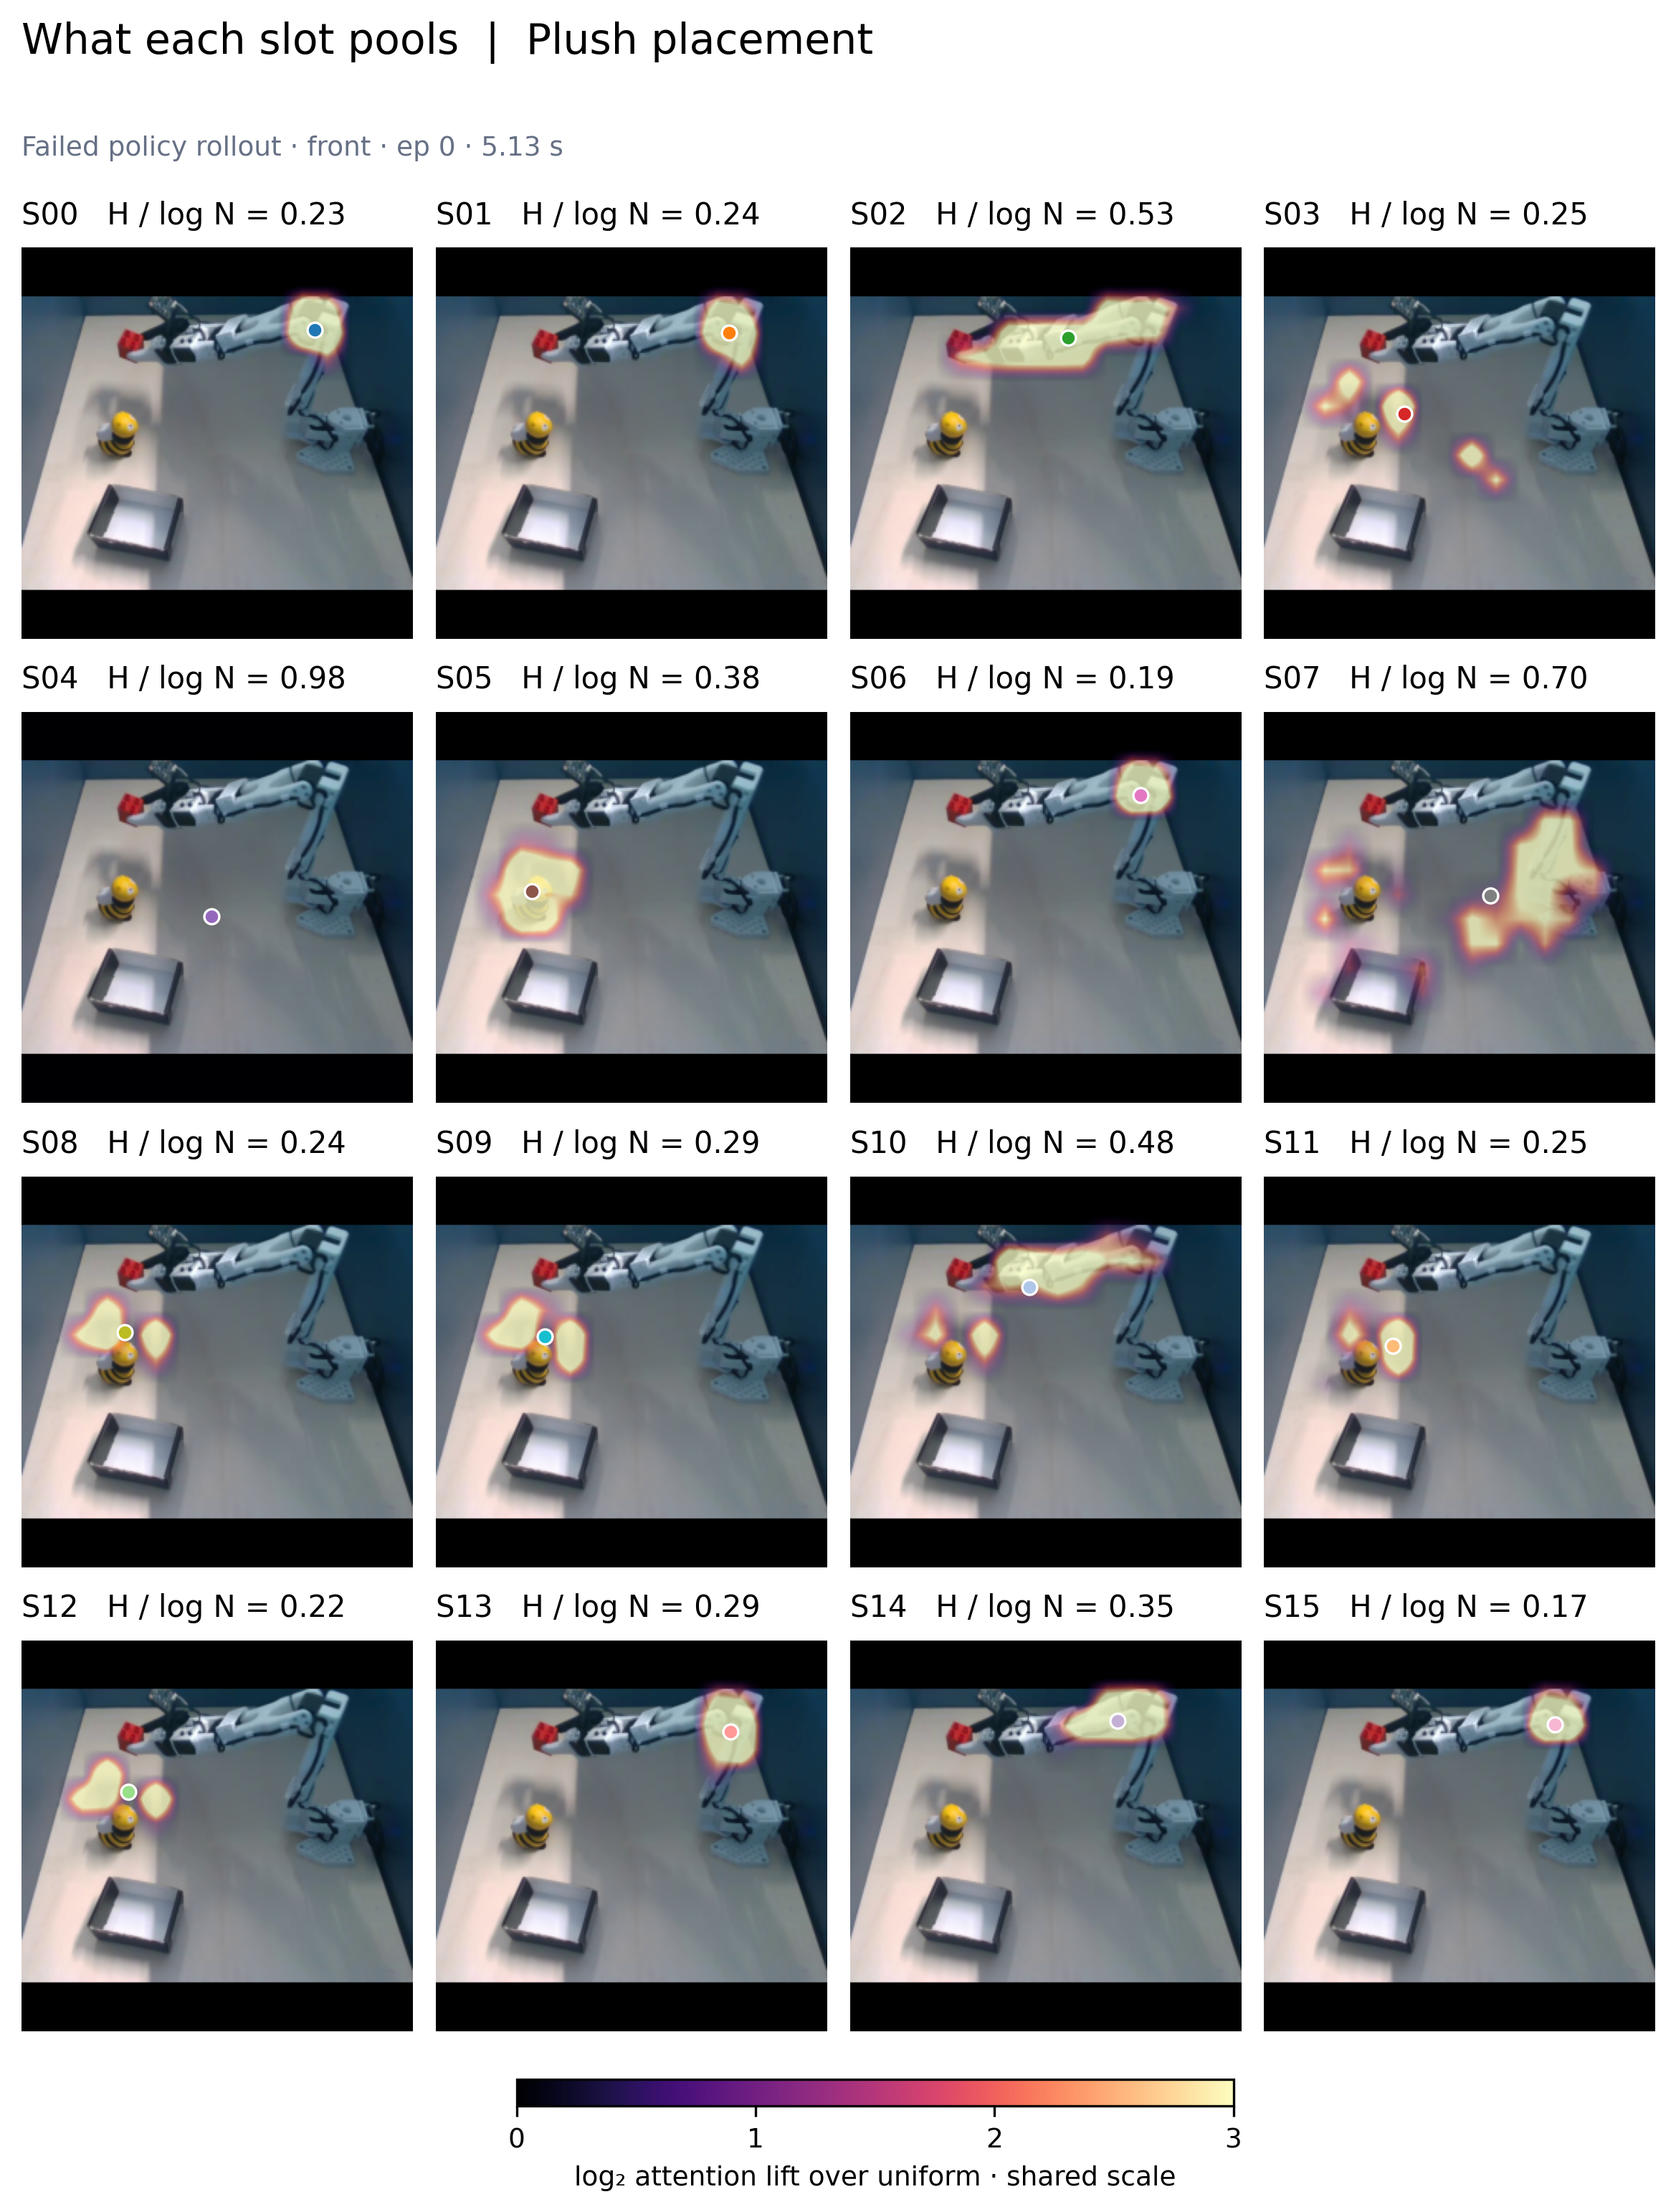 What each slot pools | Plush placement
Failed policy rollout · front · ep 0 · 5.13 s
S00 H / log N = 0.23 S01 H / log N = 0.24 S02 H / log N = 0.53 S03 H / log N = 0.25
S04 H / log N = 0.98 S05 H / log N = 0.38 S06 H / log N = 0.19 S07 H / log N = 0.70
S08 H / log N = 0.24 S09 H / log N = 0.29 S10 H / log N = 0.48 S11 H / log N = 0.25
S12 H / log N = 0.22 S13 H / log N = 0.29 S14 H / log N = 0.35 S15 H / log N = 0.17
0 1 2 3
log₂ attention lift over uniform · shared scale